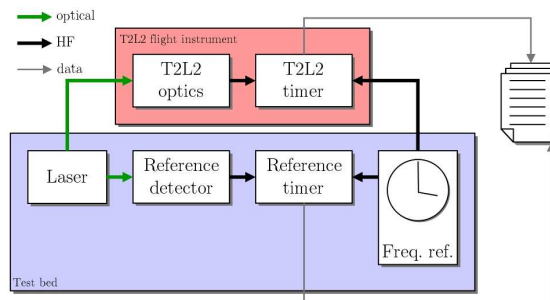 optical
HF
data
T2L2 flight instrument
T2L2
optics
T2L2
timer
Laser
Reference
detector
Reference
timer
Freq. ref.
Test bed